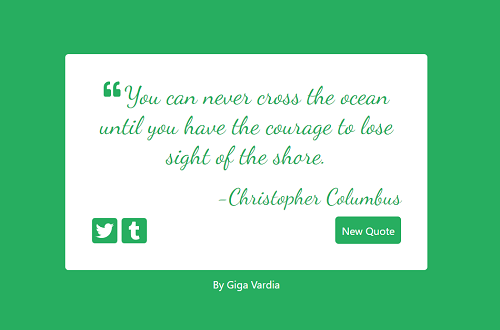 ❝You can never cross the ocean
until you have the courage to lose
sight of the shore.
-Christopher Columbus
New Quote
By Giga Vardia